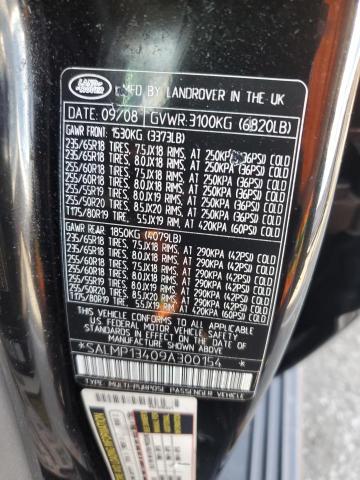 LAND ROVER
MFD BY LANDROVER IN THE UK
DATE: 09/08 GVWR: 3100KG (6820LB)
GAWR FRONT: 1530KG (3373LB)
235/65R18 TIRES, 7.5JX18 RIMS, AT 250KPA (36PSI) COLD
235/65R18 TIRES, 8.0JX18 RIMS, AT 250KPA (36PSI) COLD
255/60R18 TIRES, 7.5JX18 RIMS, AT 250KPA (36PSI) COLD
255/60R18 TIRES, 8.0JX18 RIMS, AT 250KPA (36PSI) COLD
255/55R19 TIRES, 8.0JX19 RIMS, AT 250KPA (36PSI) COLD
255/50R20 TIRES, 8.5JX20 RIMS, AT 250KPA (36PSI) COLD
T175/80R19 TIRES, 5.5JX19 RIM, AT 420KPA (60PSI) COLD
GAWR REAR: 1850KG (4079LB)
235/65R18 TIRES, 7.5JX18 RIMS, AT 290KPA (42PSI) COLD
235/65R18 TIRES, 8.0JX18 RIMS, AT 290KPA (42PSI) COLD
255/60R18 TIRES, 7.5JX18 RIMS, AT 290KPA (42PSI) COLD
255/60R18 TIRES, 8.0JX18 RIMS, AT 290KPA (42PSI) COLD
255/55R19 TIRES, 8.0JX19 RIMS, AT 290KPA (42PSI) COLD
255/50R20 TIRES, 8.5JX20 RIMS, AT 290KPA (42PSI) COLD
T175/80R19 TIRES, 5.5JX19 RIM, AT 420KPA (60PSI) COLD
THIS VEHICLE CONFORMS TO ALL APPLICABLE FEDERAL MOTOR VEHICLE SAFETY STANDARDS IN EFFECT ON THE DATE OF MANUFACTURE SHOWN ABOVE.
*SALMP13409A300154*
TYPE: MULTI-PURPOSE PASSENGER VEHICLE